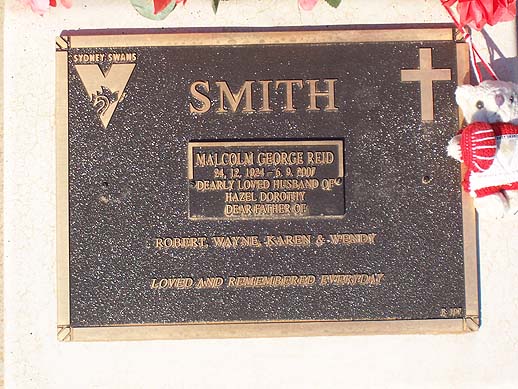 SYDNEY SWANS
SMITH
MALCOLM GEORGE REID
24. 12. 1924 - 6. 9. 2007
DEARLY LOVED HUSBAND OF
HAZEL DOROTHY
DEAR FATHER OF
ROBERT, WAYNE, KAREN & WENDY
LOVED AND REMEMBERED EVERYDAY